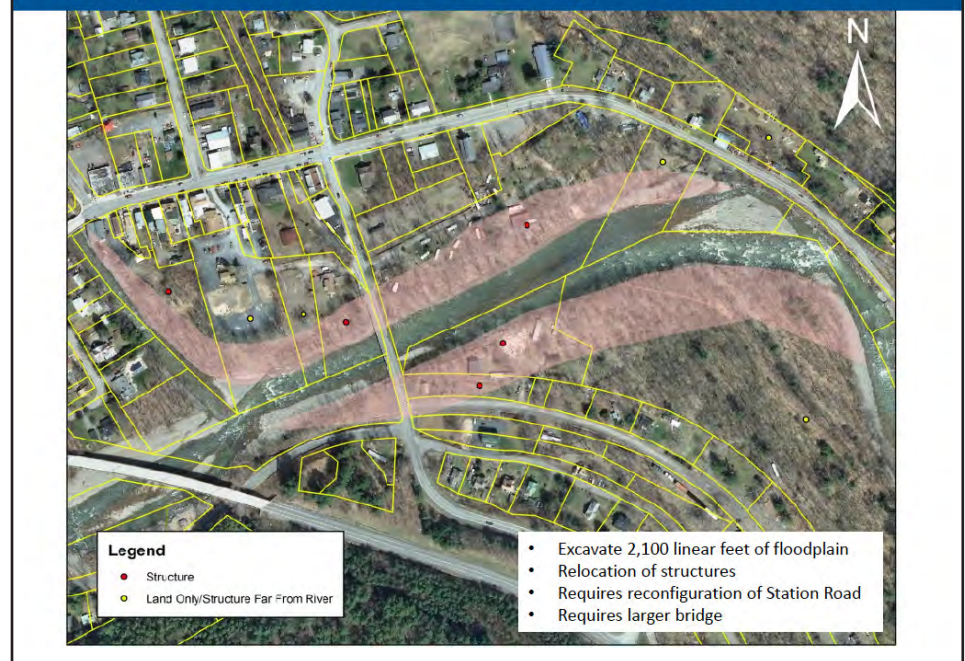 N
Legend
Structure
Land Only/Structure Far From River
• Excavate 2,100 linear feet of floodplain
• Relocation of structures
• Requires reconfiguration of Station Road
• Requires larger bridge